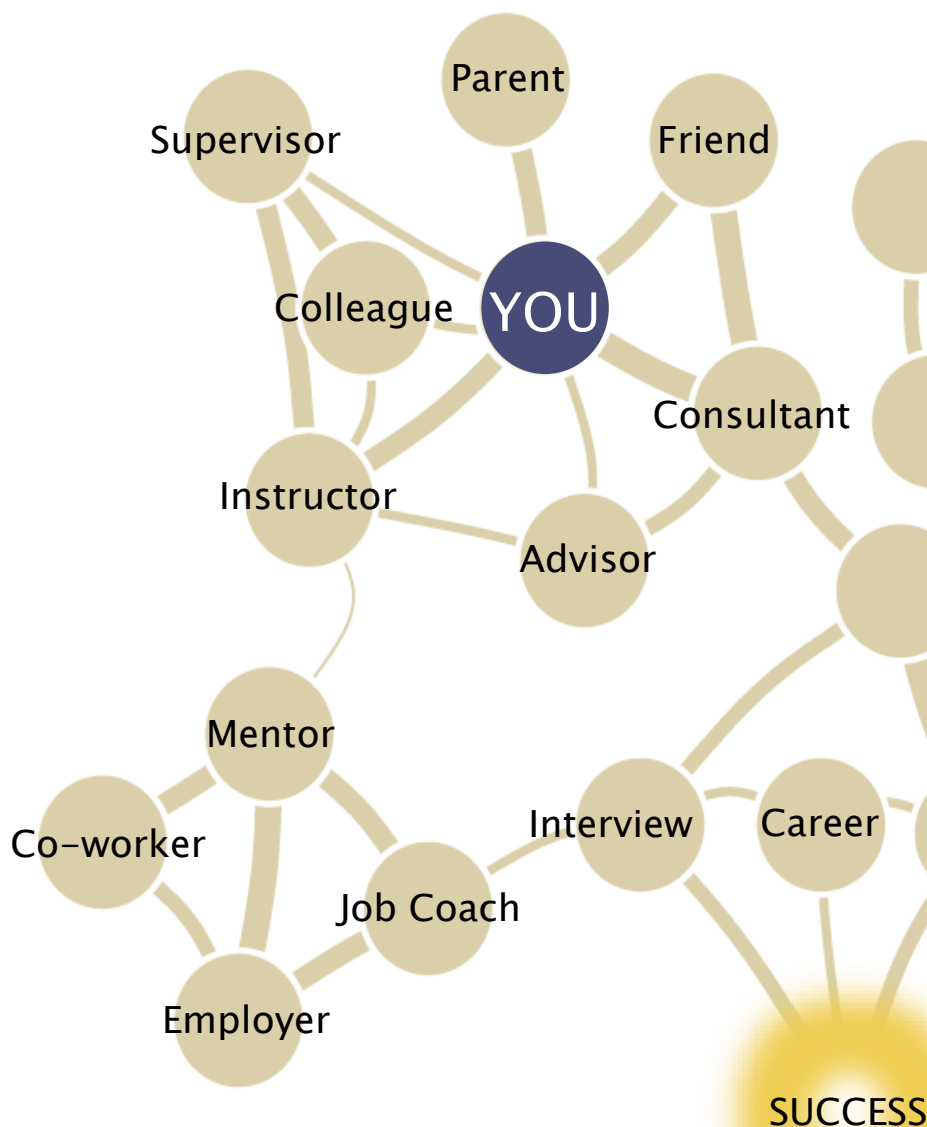 Parent
Supervisor
Friend
Colleague
YOU
Consultant
Instructor
Advisor
Mentor
Interview
Career
Co-worker
Job Coach
Employer
SUCCESS